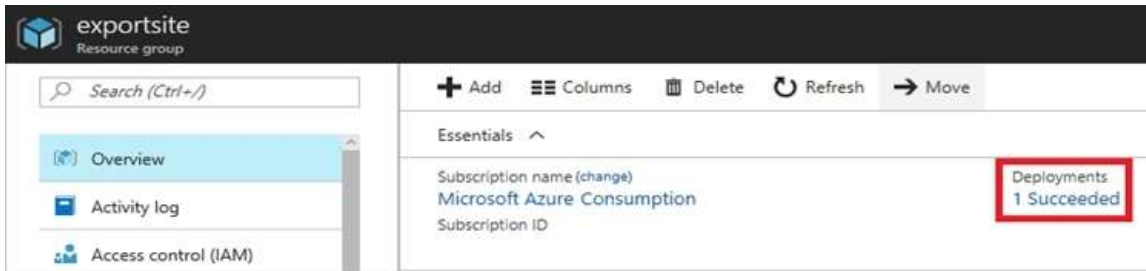 exportsite
Resource group
Search (Ctrl+/)
Add Columns Delete Refresh Move
Essentials
Overview
Subscription name (change)
Deployments
Microsoft Azure Consumption
1 Succeeded
Activity log
Subscription ID
Access control (IAM)